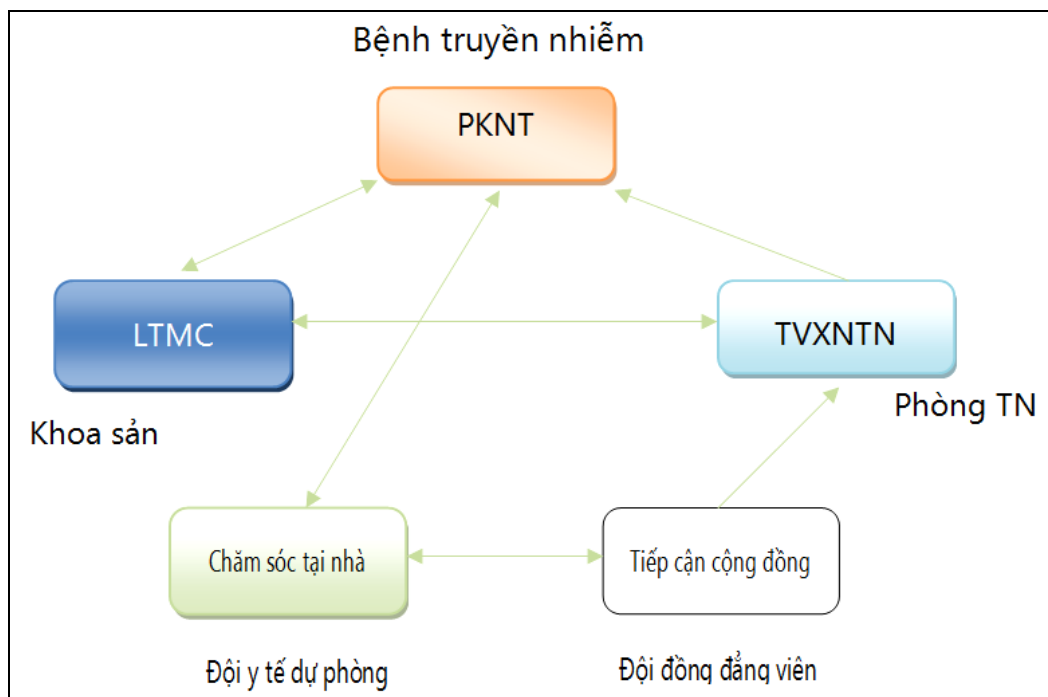 Bệnh truyền nhiễm
PKNT
LTMC
TVXNTN
Khoa sản
Phòng TN
Chăm sóc tại nhà
Tiếp cận cộng đồng
Đội y tế dự phòng
Đội đồng đẳng viên